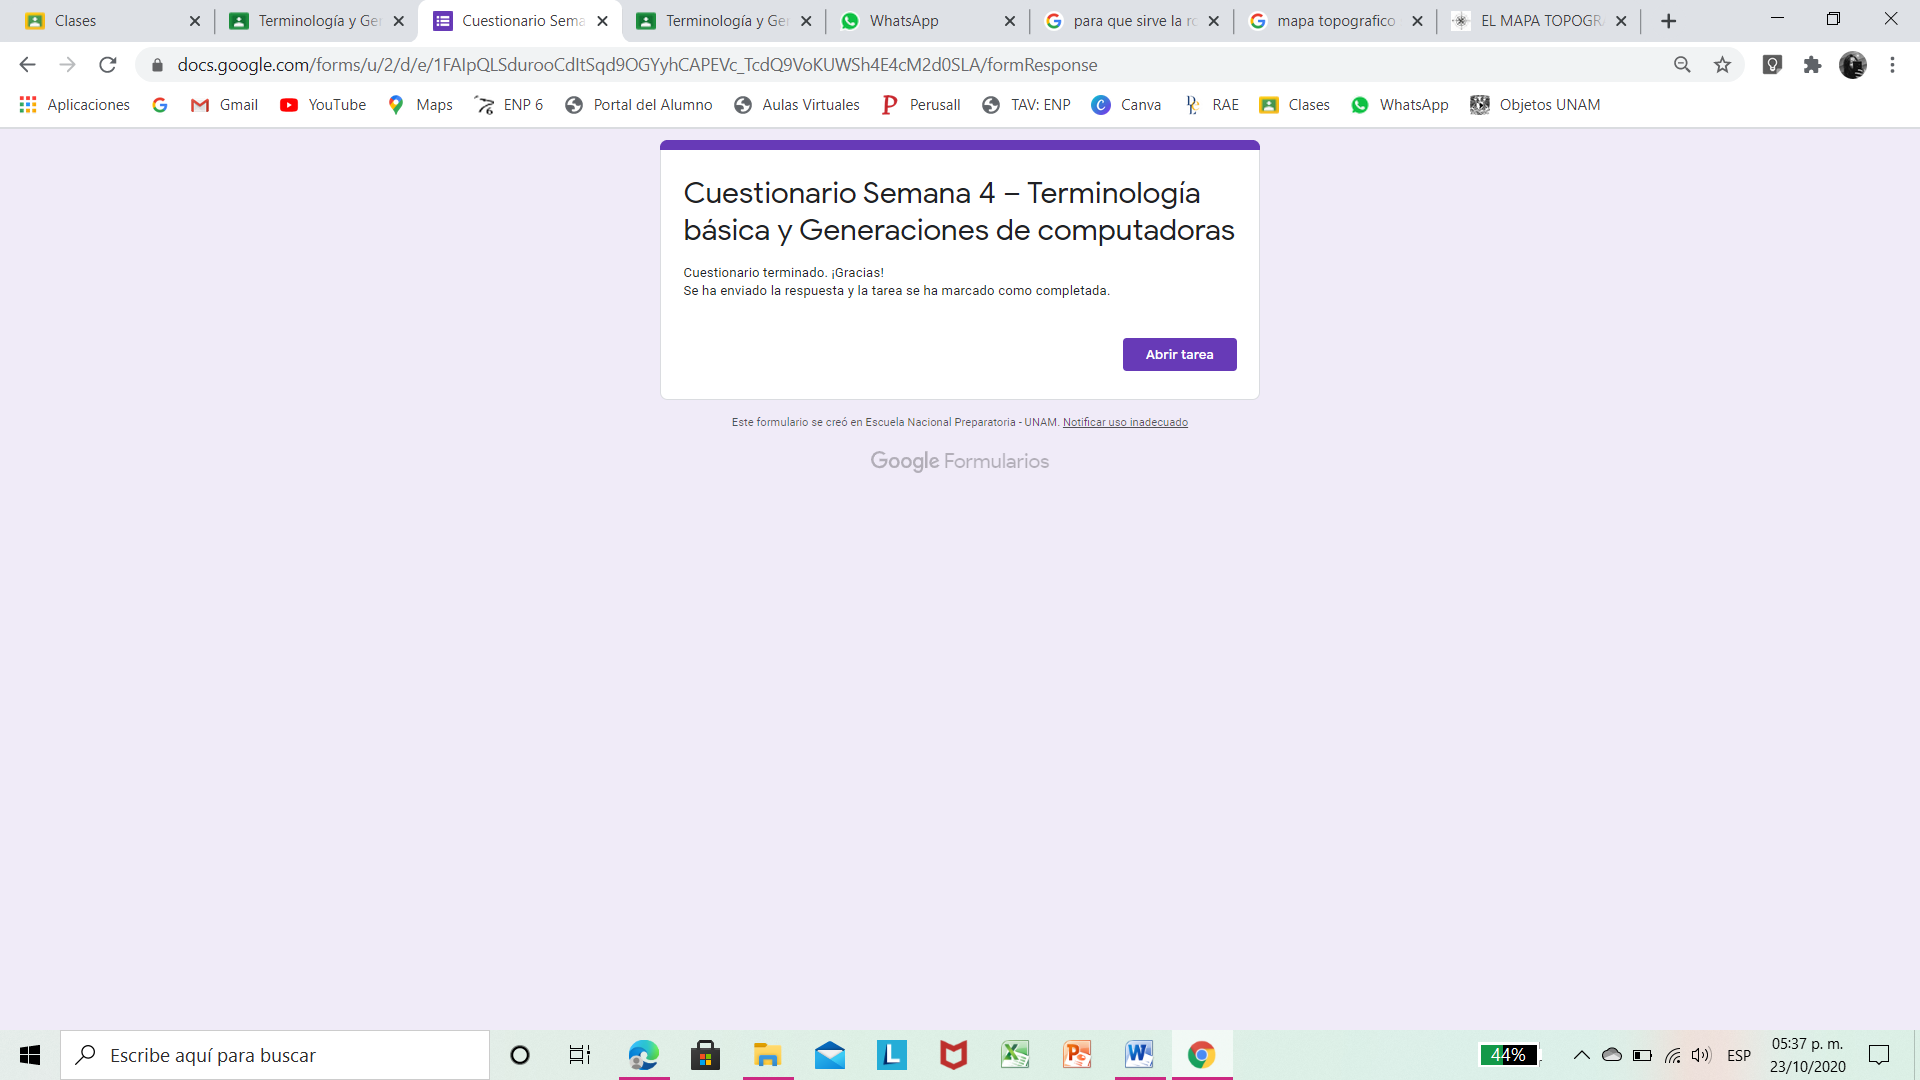 Clases
Terminología y Ge
Cuestionario Sema
Terminología y Ge
WhatsApp
para que sirve la r
mapa topografico
EL MAPA TOPOGR
docs.google.com/forms/u/2/d/e/1FAIpQLSdurooCdItSqd9OGYyhCAPEVc_TcdQ9VoKUWSh4E4cM2d0SLA/formResponse
Aplicaciones
Gmail
YouTube
Maps
ENP 6
Portal del Alumno
Aulas Virtuales
Perusall
TAV: ENP
Canva
RAE
Clases
WhatsApp
Objetos UNAM
Cuestionario Semana 4 – Terminología
básica y Generaciones de computadoras
Cuestionario terminado. ¡Gracias!
Se ha enviado la respuesta y la tarea se ha marcado como completada.
Abrir tarea
Este formulario se creó en Escuela Nacional Preparatoria - UNAM. Notificar uso inadecuado
Google Formularios
Escribe aquí para buscar
44%
ESP
05:37 p. m.
23/10/2020